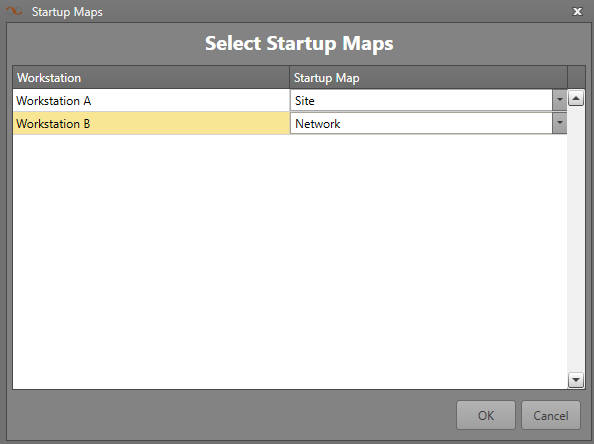 Startup Maps
Select Startup Maps
Workstation Startup Map
Workstation A Site
Workstation B Network
OK Cancel